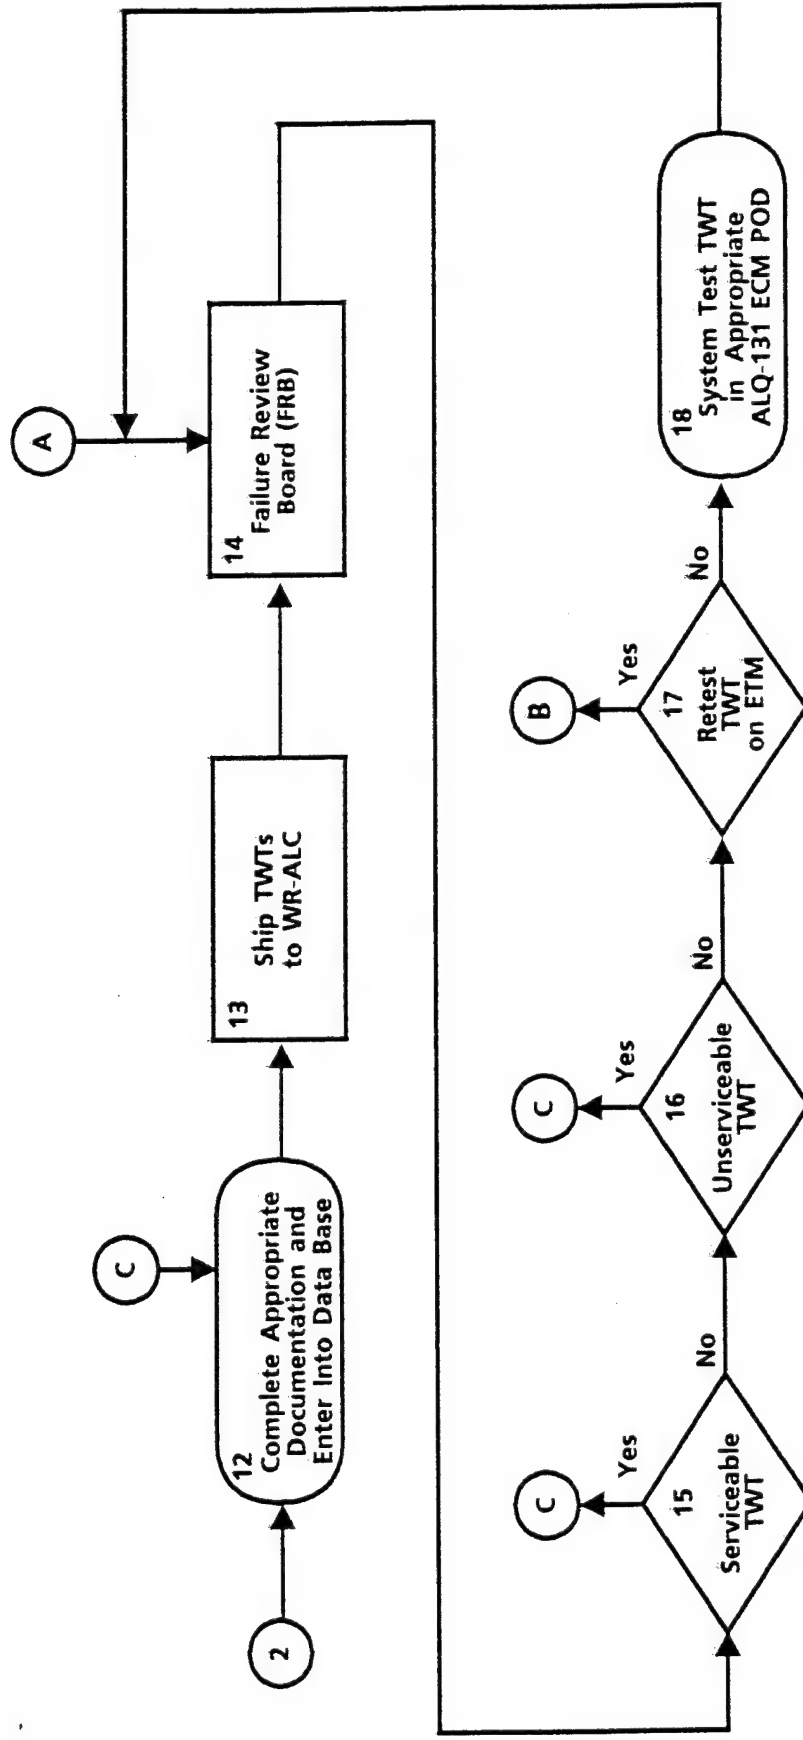 A
C
2
12
Complete Appropriate
Documentation and
Enter Into Data Base
13
Ship TWTs
to WR-ALC
14
Failure Review
Board (FRB)
C
Yes
15
Serviceable
TWT
No
C
Yes
16
Unserviceable
TWT
No
B
Yes
17
Retest
TWT
on ETM
No
18
System Test TWT
in Appropriate
ALQ-131 ECM POD